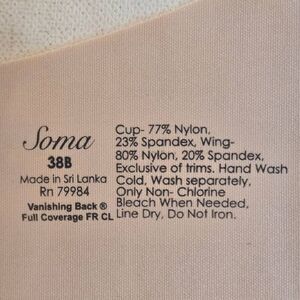 Soma
38B
Made in Sri Lanka
Rn 79984
Vanishing Back ®
Full Coverage FR CL
Cup- 77% Nylon,
23% Spandex, Wing-
80% Nylon, 20% Spandex,
Exclusive of trims. Hand Wash
Cold, Wash separately,
Only Non- Chlorine
Bleach When Needed,
Line Dry, Do Not Iron.